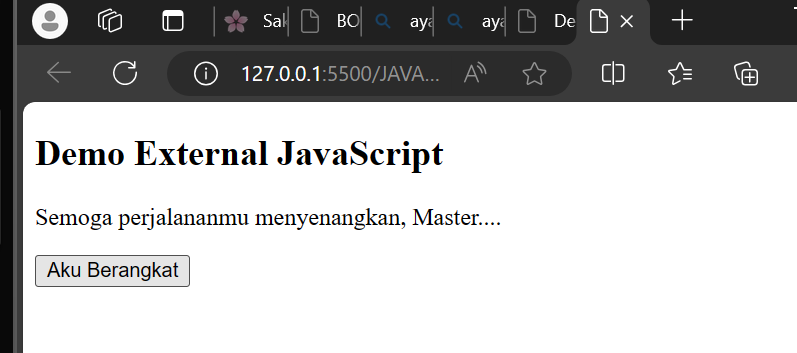 Sal
BO
aya
aya
De
127.0.0.1:5500/JAVA...
Demo External JavaScript
Semoga perjalananmu menyenangkan, Master....
Aku Berangkat